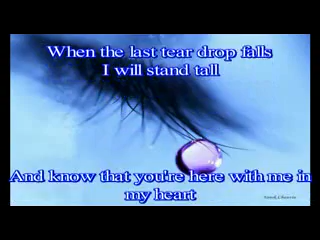 When the last tear drop falls
I will stand tall
And know that you're here with me in
my heart